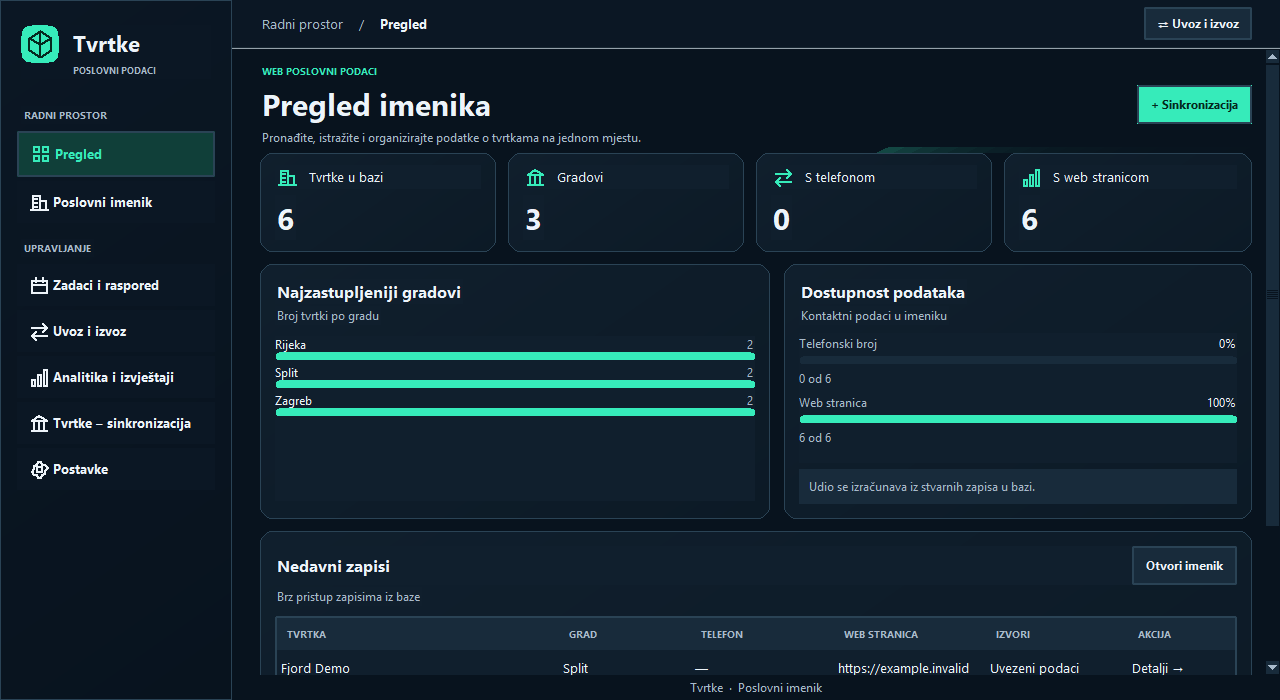 Tvrtke
POSLOVNI PODACI
RADNI PROSTOR
Pregled
Poslovni imenik
UPRAVLJANJE
Zadaci i raspored
Uvoz i izvoz
Analitika i izvještaji
Tvrtke – sinkronizacija
Postavke
Radni prostor / Pregled
⇄ Uvoz i izvoz
WEB POSLOVNI PODACI
Pregled imenika
+ Sinkronizacija
Pronađite, istražite i organizirajte podatke o tvrtkama na jednom mjestu.
Tvrtke u bazi
6
Gradovi
3
S telefonom
0
S web stranicom
6
Najzastupljeniji gradovi
Broj tvrtki po gradu
Rijeka 2
Split 2
Zagreb 2
Dostupnost podataka
Kontaktni podaci u imeniku
Telefonski broj 0%
0 od 6
Web stranica 100%
6 od 6
Udio se izračunava iz stvarnih zapisa u bazi.
Nedavni zapisi
Otvori imenik
Brz pristup zapisima iz baze
TVRTKA GRAD TELEFON WEB STRANICA IZVORI AKCIJA
Fjord Demo Split — https://example.invalid Uvezeni podaci Detalji →
Tvrtke · Poslovni imenik